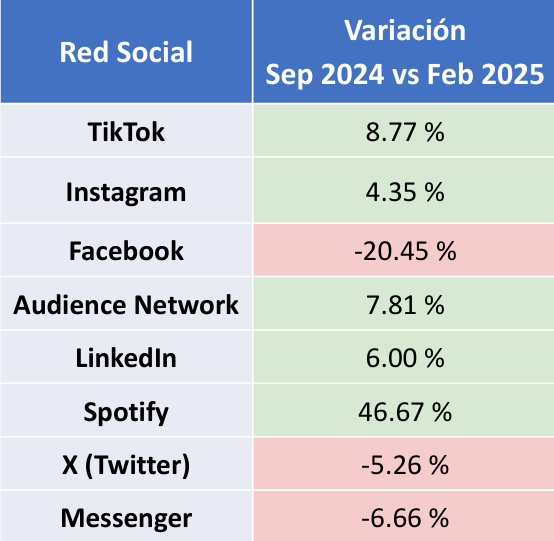 Red Social
Variación
Sep 2024 vs Feb 2025
TikTok 8.77 %
Instagram 4.35 %
Facebook -20.45 %
Audience Network 7.81 %
LinkedIn 6.00 %
Spotify 46.67 %
X (Twitter) -5.26 %
Messenger -6.66 %